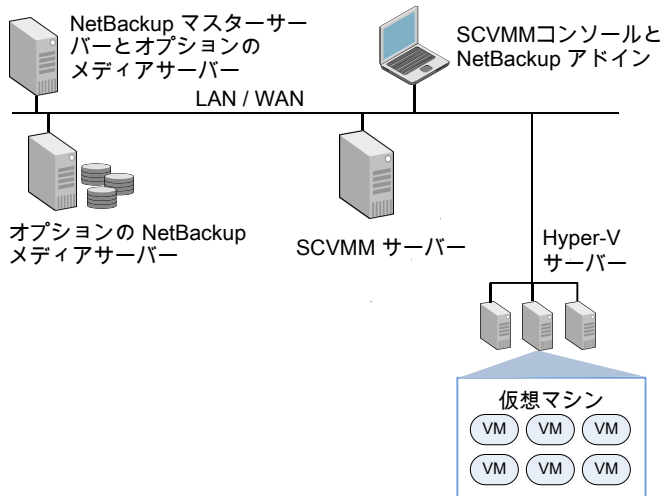 NetBackup マスターサー
バーとオプションの
メディアサーバー
SCVMMコンソールと
NetBackup アドイン
LAN / WAN
オプションの NetBackup
メディアサーバー
SCVMM サーバー
Hyper-V
サーバー
仮想マシン
VM VM VM
VM VM VM